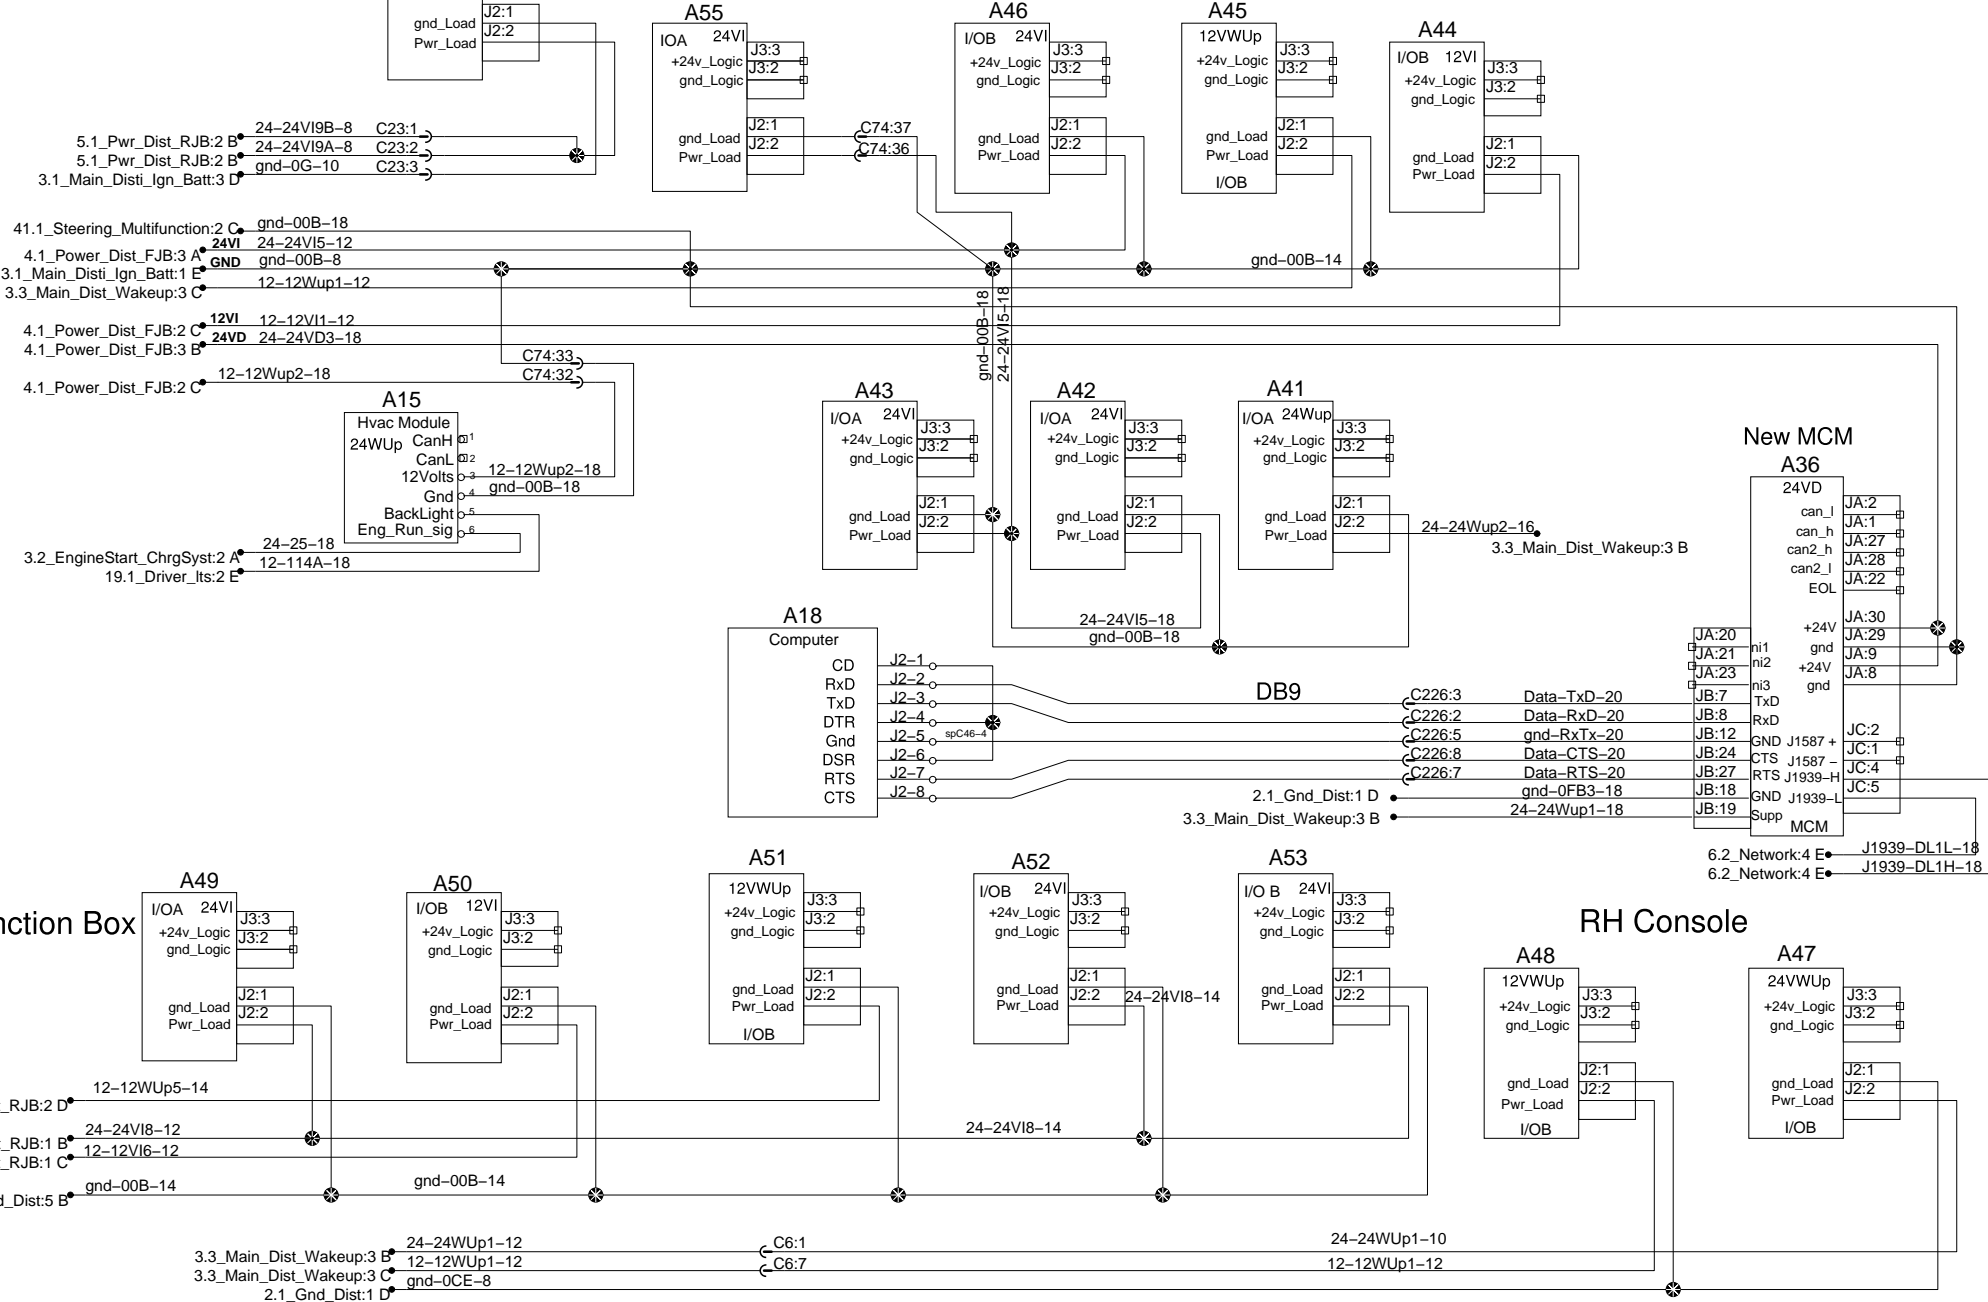 J2:1
gnd_Load
J2:2
Pwr_Load
A55
IOA 24VI
J3:3
+24v_Logic
J3:2
gnd_Logic
J2:1
gnd_Load
J2:2
Pwr_Load
C74:37
C74:36
A46
I/OB 24VI
J3:3
+24v_Logic
J3:2
gnd_Logic
J2:1
gnd_Load
J2:2
Pwr_Load
A45
12VWUp
J3:3
+24v_Logic
J3:2
gnd_Logic
J2:1
gnd_Load
J2:2
Pwr_Load
I/OB
A44
I/OB 12VI
J3:3
+24v_Logic
J3:2
gnd_Logic
J2:1
gnd_Load
J2:2
Pwr_Load
5.1_Pwr_Dist_RJB:2 B 24-24VI9B-8 C23:1
5.1_Pwr_Dist_RJB:2 B 24-24VI9A-8 C23:2
3.1_Main_Disti_Ign_Batt:3 D gnd-0G-10 C23:3
41.1_Steering_Multifunction:2 C gnd-00B-18
4.1_Power_Dist_FJB:3 A 24VI 24-24VI5-12
3.1_Main_Disti_Ign_Batt:1 E GND gnd-00B-8
gnd-00B-14
3.3_Main_Dist_Wakeup:3 C 12-12Wup1-12
4.1_Power_Dist_FJB:2 C 12VI 12-12VI1-12
4.1_Power_Dist_FJB:3 B 24VD 24-24VD3-18
gnd-00B-18
24-24VI5-18
C74:33
4.1_Power_Dist_FJB:2 C 12-12Wup2-18 C74:32
A15
Hvac Module
24WUp
CanH 1
CanL 2
12Volts 3 12-12Wup2-18
Gnd 4 gnd-00B-18
BackLight 5
Eng_Run_sig 6
3.2_EngineStart_ChrgSyst:2 A 24-25-18
19.1_Driver_lts:2 E 12-114A-18
A43
I/OA 24VI
J3:3
+24v_Logic
J3:2
gnd_Logic
J2:1
gnd_Load
J2:2
Pwr_Load
A42
I/OA 24VI
J3:3
+24v_Logic
J3:2
gnd_Logic
J2:1
gnd_Load
J2:2
Pwr_Load
A41
I/OA 24Wup
J3:3
+24v_Logic
J3:2
gnd_Logic
J2:1
gnd_Load
J2:2
Pwr_Load
24-24Wup2-16
3.3_Main_Dist_Wakeup:3 B
24-24VI5-18
gnd-00B-18
New MCM
A36
24VD
can_l JA:2
can_h JA:1
can2_h JA:27
can2_l JA:28
EOL JA:22
+24V JA:30
gnd JA:29
+24V JA:9
gnd JA:8
JA:20 ni1
JA:21 ni2
JA:23 ni3
JB:7 TxD
JB:8 RxD
JB:12 GND J1587 + JC:2
JB:24 CTS J1587 - JC:1
JB:27 RTS J1939-H JC:4
JB:18 GND J1939-L JC:5
JB:19 Supp
MCM
A18
Computer
CD J2-1
RxD J2-2
TxD J2-3
DTR J2-4
Gnd J2-5 spC46-4
DSR J2-6
RTS J2-7
CTS J2-8
DB9
C226:3 Data-TxD-20
C226:2 Data-RxD-20
C226:5 gnd-RxTx-20
C226:8 Data-CTS-20
C226:7 Data-RTS-20
2.1_Gnd_Dist:1 D gnd-0FB3-18
3.3_Main_Dist_Wakeup:3 B 24-24Wup1-18
6.2_Network:4 E J1939-DL1L-18
6.2_Network:4 E J1939-DL1H-18
nction Box
A49
I/OA 24VI
J3:3
+24v_Logic
J3:2
gnd_Logic
J2:1
gnd_Load
J2:2
Pwr_Load
A50
I/OB 12VI
J3:3
+24v_Logic
J3:2
gnd_Logic
J2:1
gnd_Load
J2:2
Pwr_Load
A51
12VWUp
J3:3
+24v_Logic
J3:2
gnd_Logic
J2:1
gnd_Load
J2:2
Pwr_Load
I/OB
A52
I/OB 24VI
J3:3
+24v_Logic
J3:2
gnd_Logic
J2:1
gnd_Load
J2:2
Pwr_Load
24-24VI8-14
A53
I/O B 24VI
J3:3
+24v_Logic
J3:2
gnd_Logic
J2:1
gnd_Load
J2:2
Pwr_Load
RH Console
A48
12VWUp
J3:3
+24v_Logic
J3:2
gnd_Logic
J2:1
gnd_Load
J2:2
Pwr_Load
I/OB
A47
24VWUp
J3:3
+24v_Logic
J3:2
gnd_Logic
J2:1
gnd_Load
J2:2
Pwr_Load
I/OB
_RJB:2 D 12-12WUp5-14
_RJB:1 B 24-24VI8-12 24-24VI8-14
_RJB:1 C 12-12VI6-12
d_Dist:5 B gnd-00B-14 gnd-00B-14
3.3_Main_Dist_Wakeup:3 B 24-24WUp1-12 C6:1 24-24WUp1-10
3.3_Main_Dist_Wakeup:3 C 12-12WUp1-12 C6:7 12-12WUp1-12
2.1_Gnd_Dist:1 D gnd-0CE-8